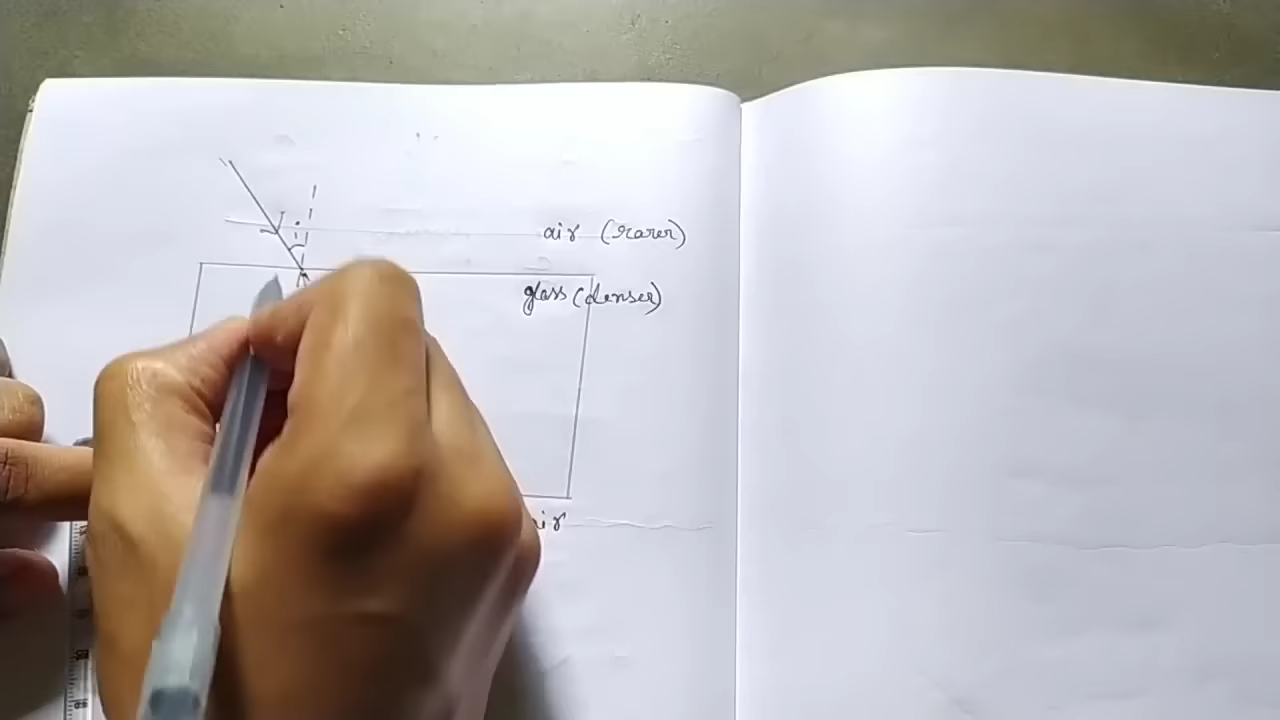 i
air (rarer)
glass (denser)
air